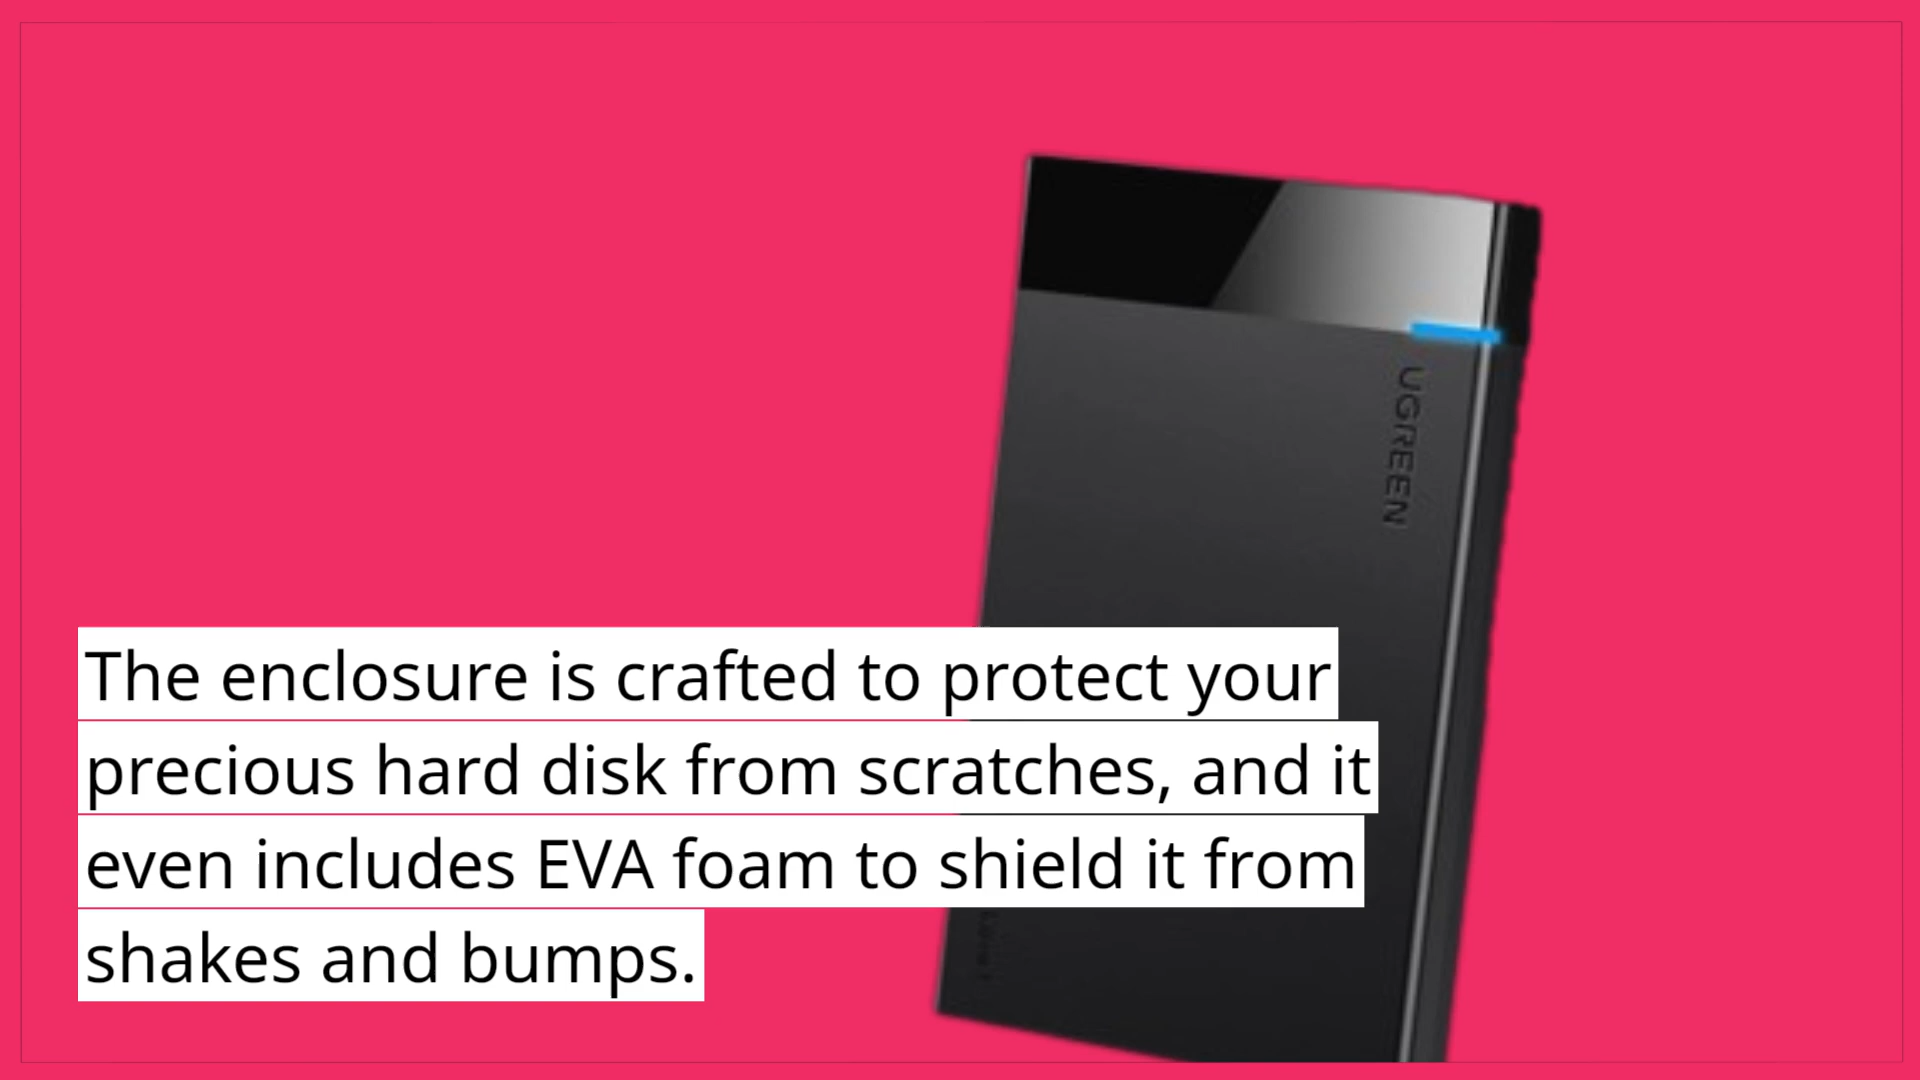 UGREEN
The enclosure is crafted to protect your
precious hard disk from scratches, and it
even includes EVA foam to shield it from
shakes and bumps.